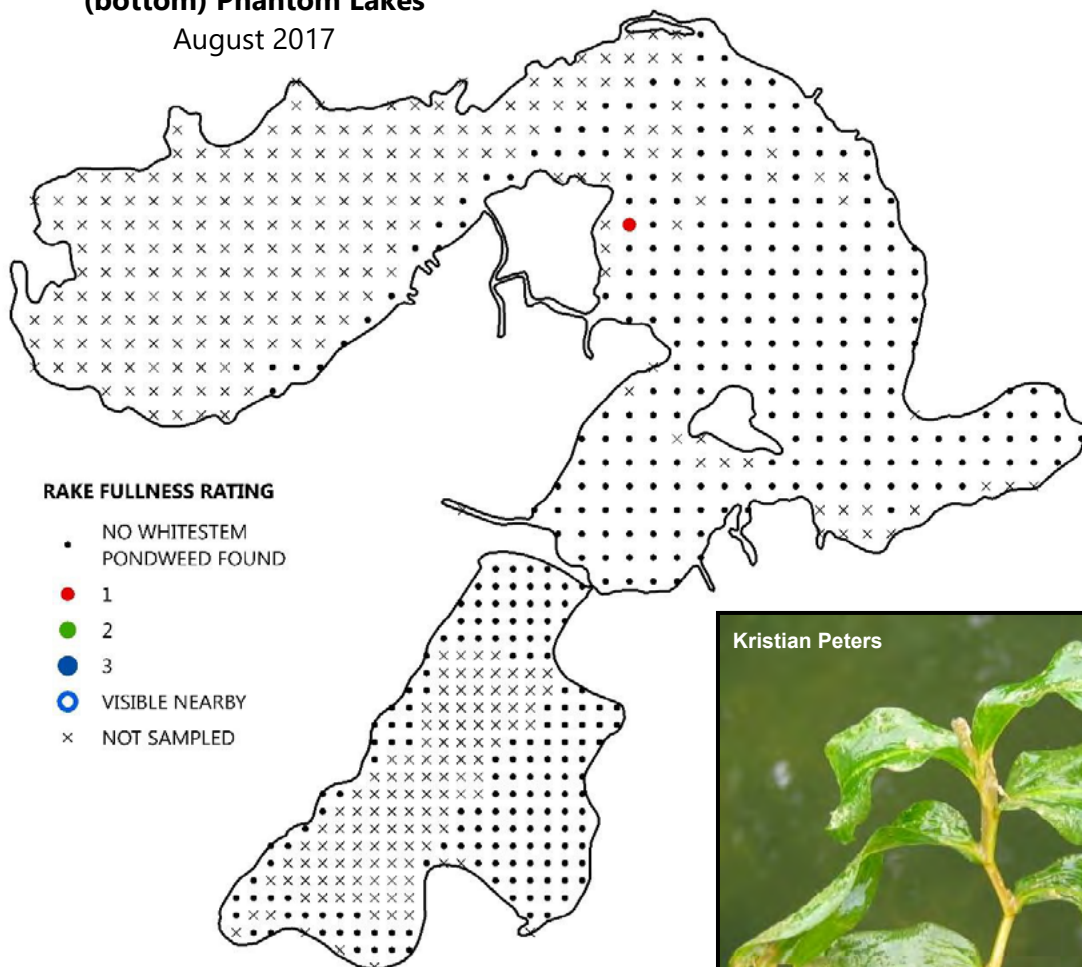 (bottom) Phantom Lakes
August 2017
RAKE FULLNESS RATING
NO WHITESTEM
PONDWEED FOUND
1
2
3
VISIBLE NEARBY
NOT SAMPLED
Kristian Peters